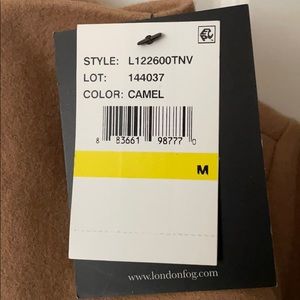 STYLE: L122600TNV
LOT: 144037
COLOR: CAMEL
8 83661 98777 0
M
www.londonfog.com